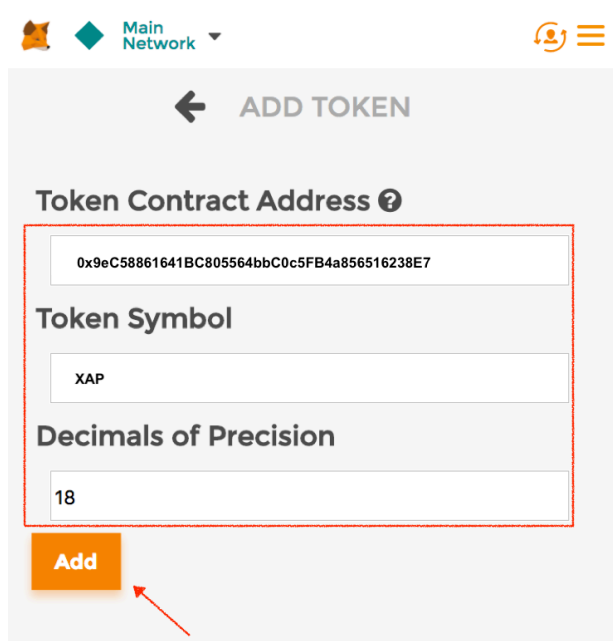 Main
Network
ADD TOKEN
Token Contract Address
0x9eC58861641BC805564bbC0c5FB4a856516238E7
Token Symbol
XAP
Decimals of Precision
18
Add